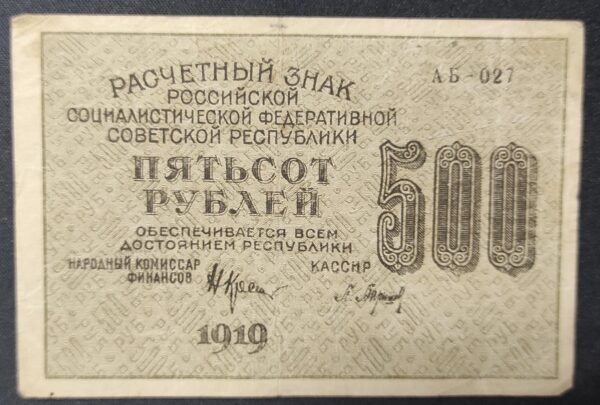 РАСЧЕТНЫЙ ЗНАК
АБ-027
РОССИЙСКОЙ
СОЦИАЛИСТИЧЕСКОЙ ФЕДЕРАТИВНОЙ
СОВЕТСКОЙ РЕСПУБЛИКИ
ПЯТЬСОТ
РУБЛЕЙ
500
ОБЕСПЕЧИВАЕТСЯ ВСЕМ
ДОСТОЯНИЕМ РЕСПУБЛИКИ
НАРОДНЫЙ КОМИССАР
ФИНАНСОВ
КАССИР
1919